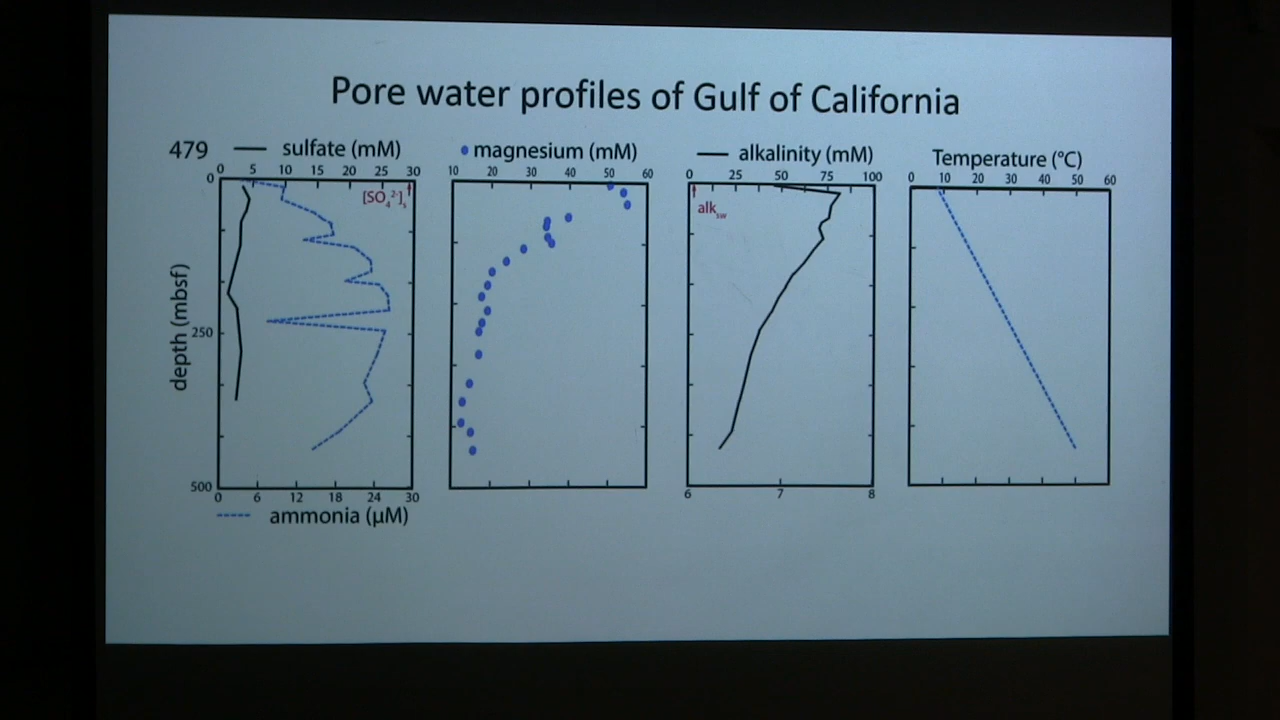 Pore water profiles of Gulf of California
479 sulfate (mM) magnesium (mM) alkalinity (mM) Temperature (°C)
0 5 10 15 20 25 30 10 20 30 40 50 60 0 25 50 75 100 0 10 20 30 40 50 60
0
[SO₄²⁻]ₛ
alkₛw
depth (mbsf)
250
500
0 6 12 18 24 30 6 7 8
ammonia (µM)